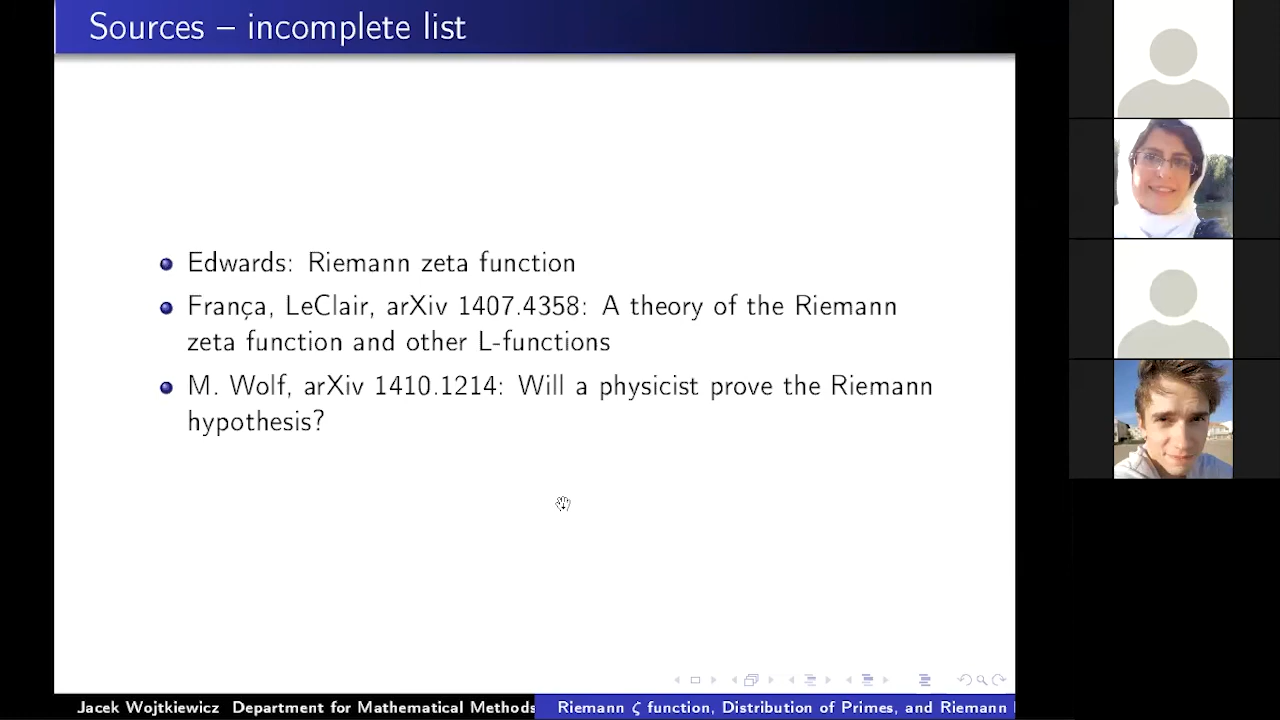 Sources – incomplete list
Edwards: Riemann zeta function
França, LeClair, arXiv 1407.4358: A theory of the Riemann
zeta function and other L-functions
M. Wolf, arXiv 1410.1214: Will a physicist prove the Riemann
hypothesis?
Jacek Wojtkiewicz Department for Mathematical Methods
Riemann ζ function, Distribution of Primes, and Riemann